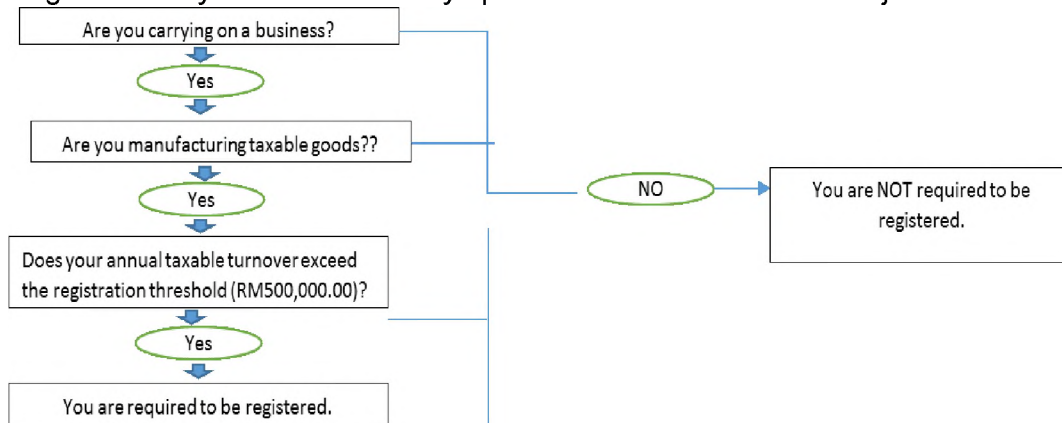 Are you carrying on a business?
Yes
Are you manufacturing taxable goods??
Yes
Does your annual taxable turnover exceed
the registration threshold (RM500,000.00)?
Yes
You are required to be registered.
NO
You are NOT required to be
registered.